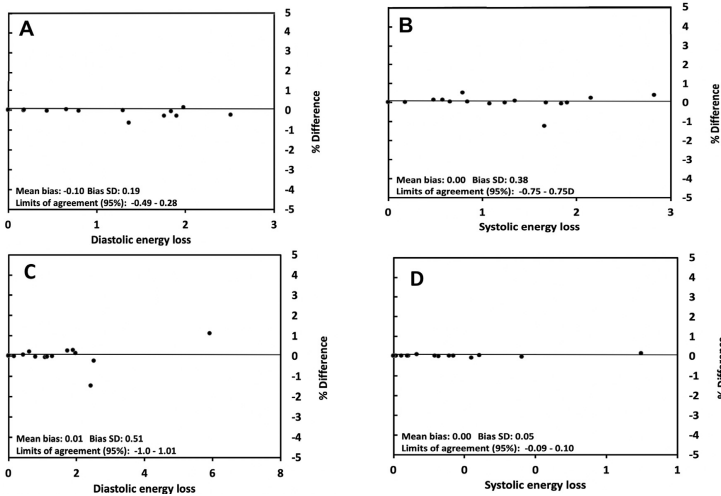 A
5
4
3
2
1
0
-1
-2
-3
-4
-5
% Difference
Mean bias: -0.10 Bias SD: 0.19
Limits of agreement (95%): -0.49 - 0.28
0 1 2 3
Diastolic energy loss
B
5
4
3
2
1
0
-1
-2
-3
-4
-5
% Difference
Mean bias: 0.00 Bias SD: 0.38
Limits of agreement (95%): -0.75 - 0.75D
0 1 2 3
Systolic energy loss
C
5
4
3
2
1
0
-1
-2
-3
-4
-5
% Difference
Mean bias: 0.01 Bias SD: 0.51
Limits of agreement (95%): -1.0 - 1.01
0 2 4 6 8
Diastolic energy loss
D
5
4
3
2
1
0
-1
-2
-3
-4
-5
% Difference
Mean bias: 0.00 Bias SD: 0.05
Limits of agreement (95%): -0.09 - 0.10
0 0 0 1 1
Systolic energy loss